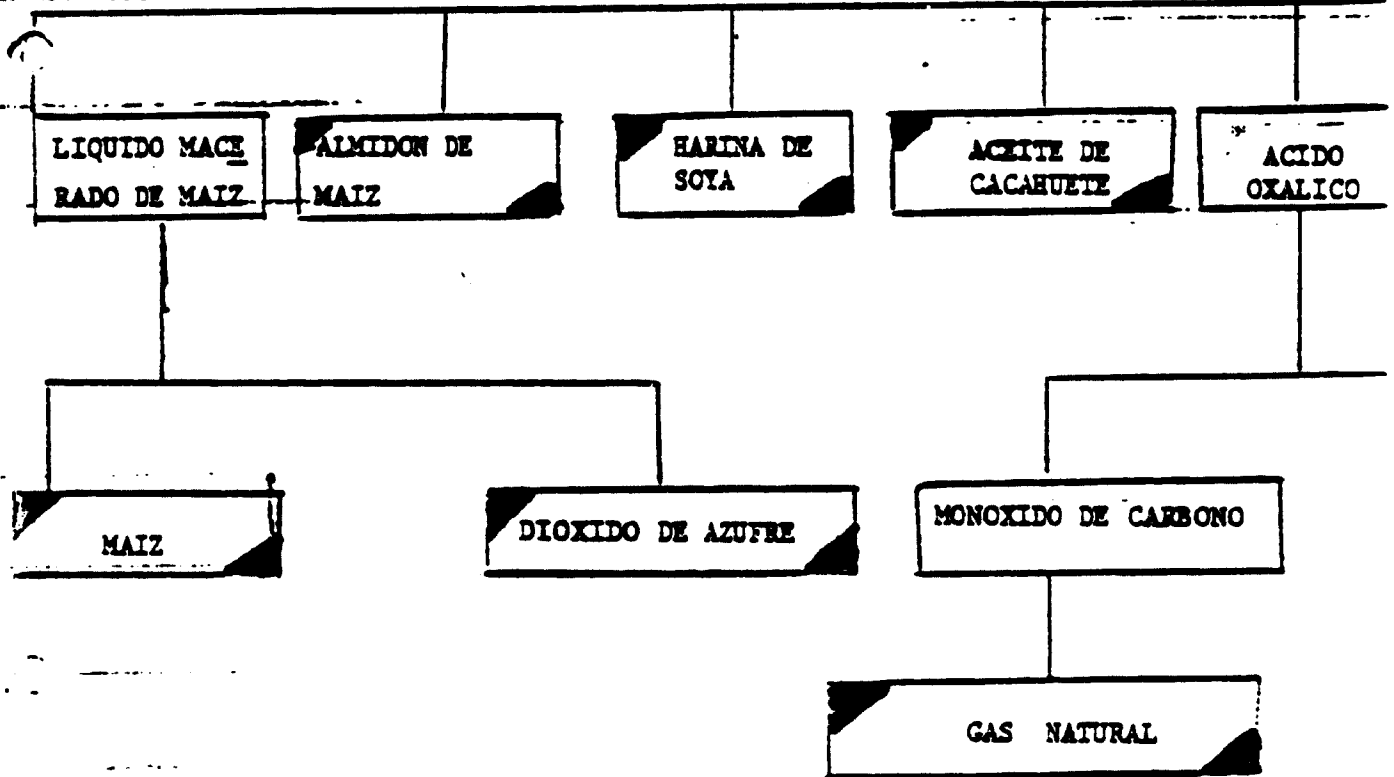 LIQUIDO MACE
RADO DE MAIZ
ALMIDON DE
MAIZ
HARINA DE
SOYA
ACEITE DE
CACAHUETE
ACIDO
OXALICO
MAIZ
DIOXIDO DE AZUFRE
MONOXIDO DE CARBONO
GAS NATURAL